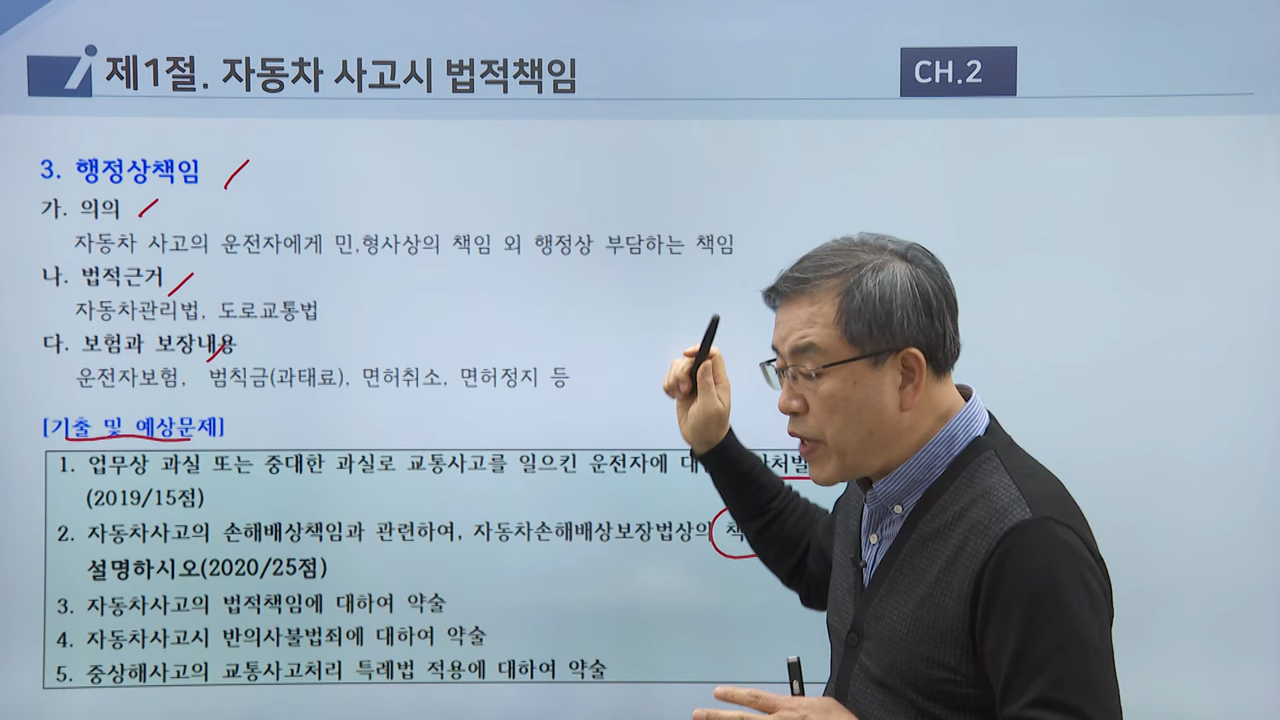 제1절. 자동차 사고시 법적책임
CH.2
3. 행정상책임
가. 의의
자동차 사고의 운전자에게 민,형사상의 책임 외 행정상 부담하는 책임
나. 법적근거
자동차관리법, 도로교통법
다. 보험과 보장내용
운전자보험, 범칙금(과태료), 면허취소, 면허정지 등
[기출 및 예상문제]
1. 업무상 과실 또는 중대한 과실로 교통사고를 일으킨 운전자에
(2019/15점)
2. 자동차사고의 손해배상책임과 관련하여, 자동차손해배상보장법상의
설명하시오(2020/25점)
3. 자동차사고의 법적책임에 대하여 약술
4. 자동차사고시 반의사불벌죄에 대하여 약술
5. 중상해사고의 교통사고처리 특례법 적용에 대하여 약술